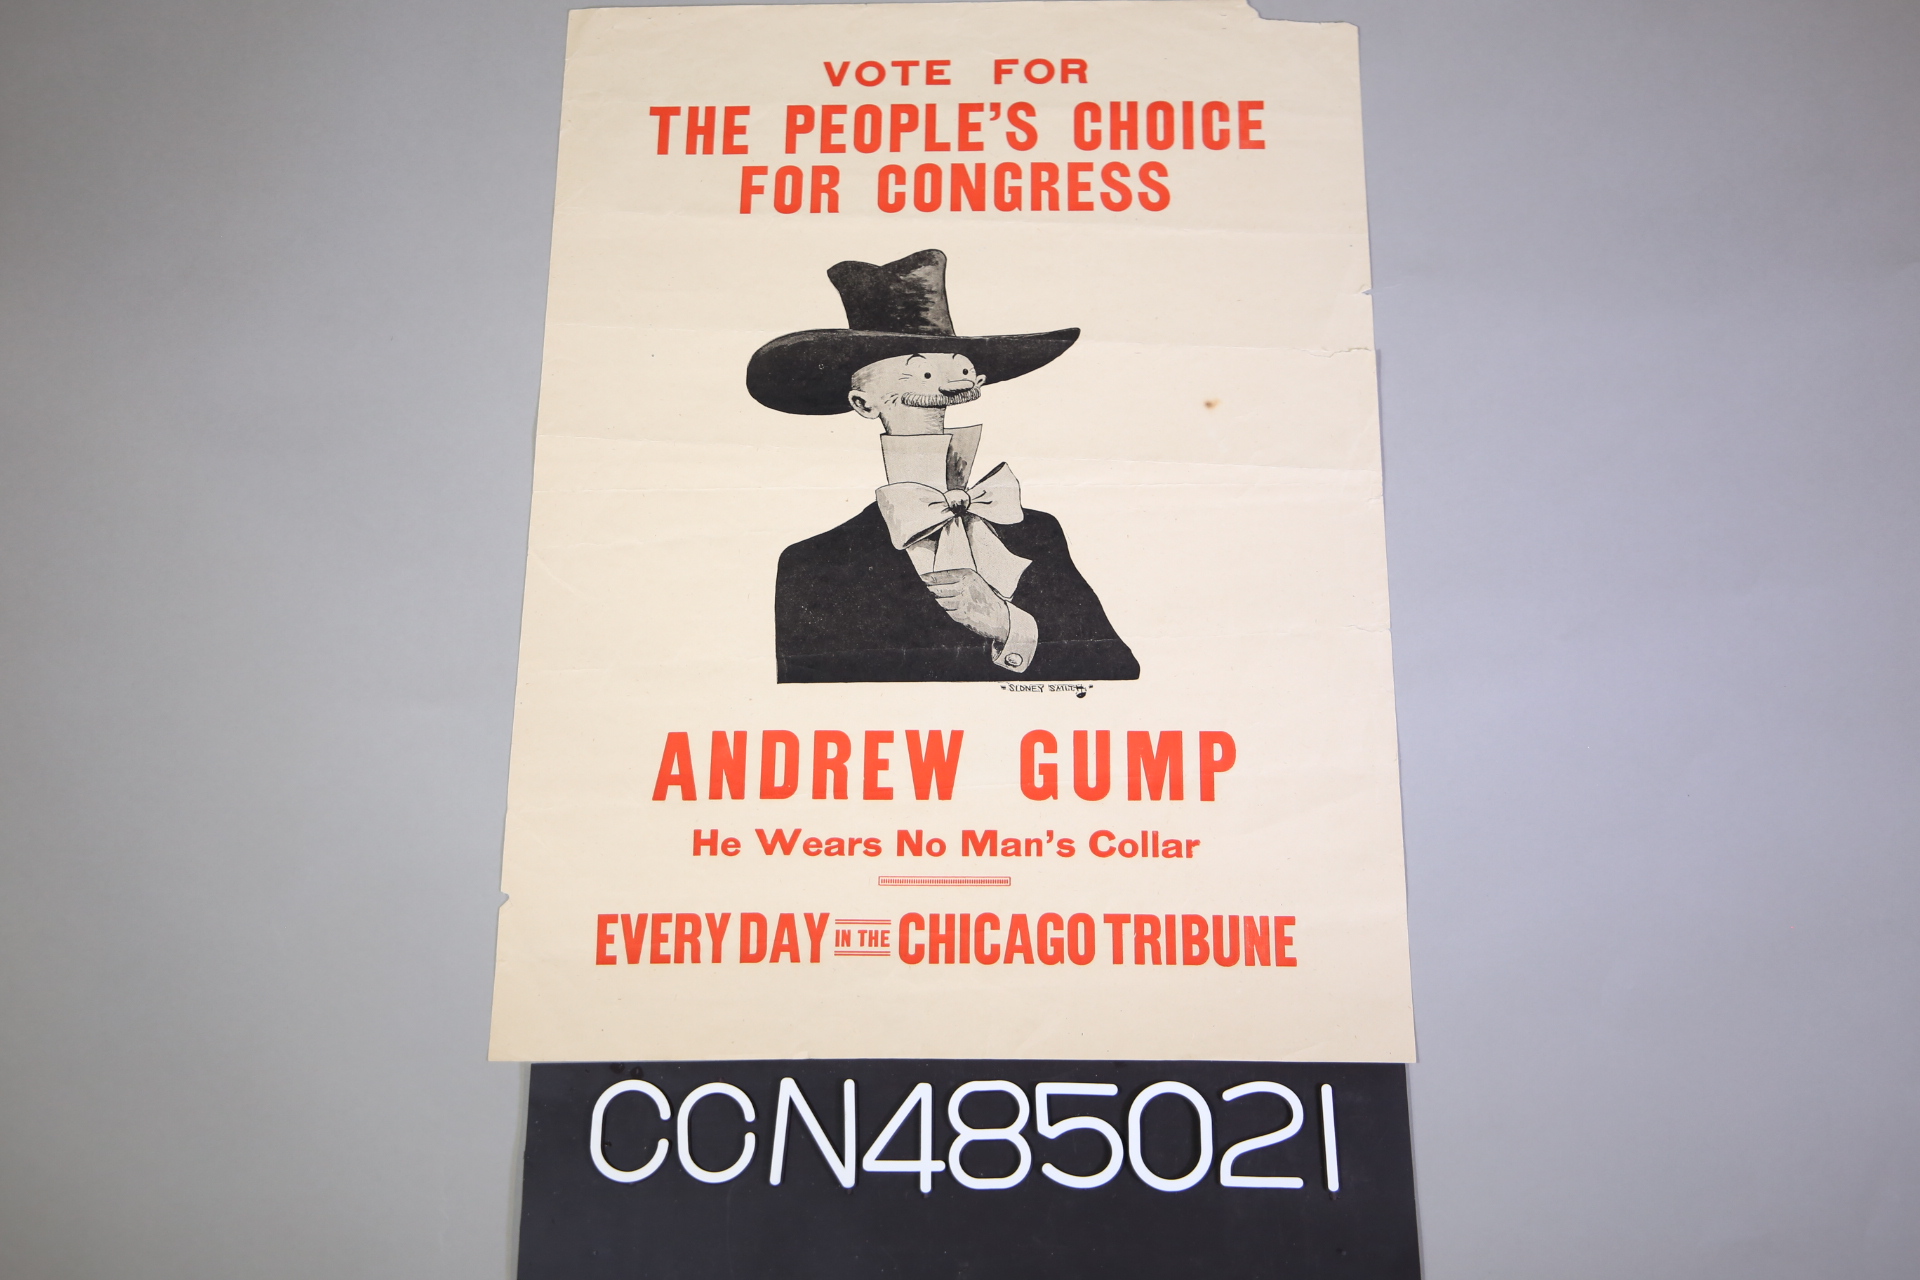 VOTE FOR
THE PEOPLE'S CHOICE
FOR CONGRESS
"SIDNEY SMITH"
ANDREW GUMP
He Wears No Man's Collar
EVERY DAY IN THE CHICAGO TRIBUNE
CCN485021